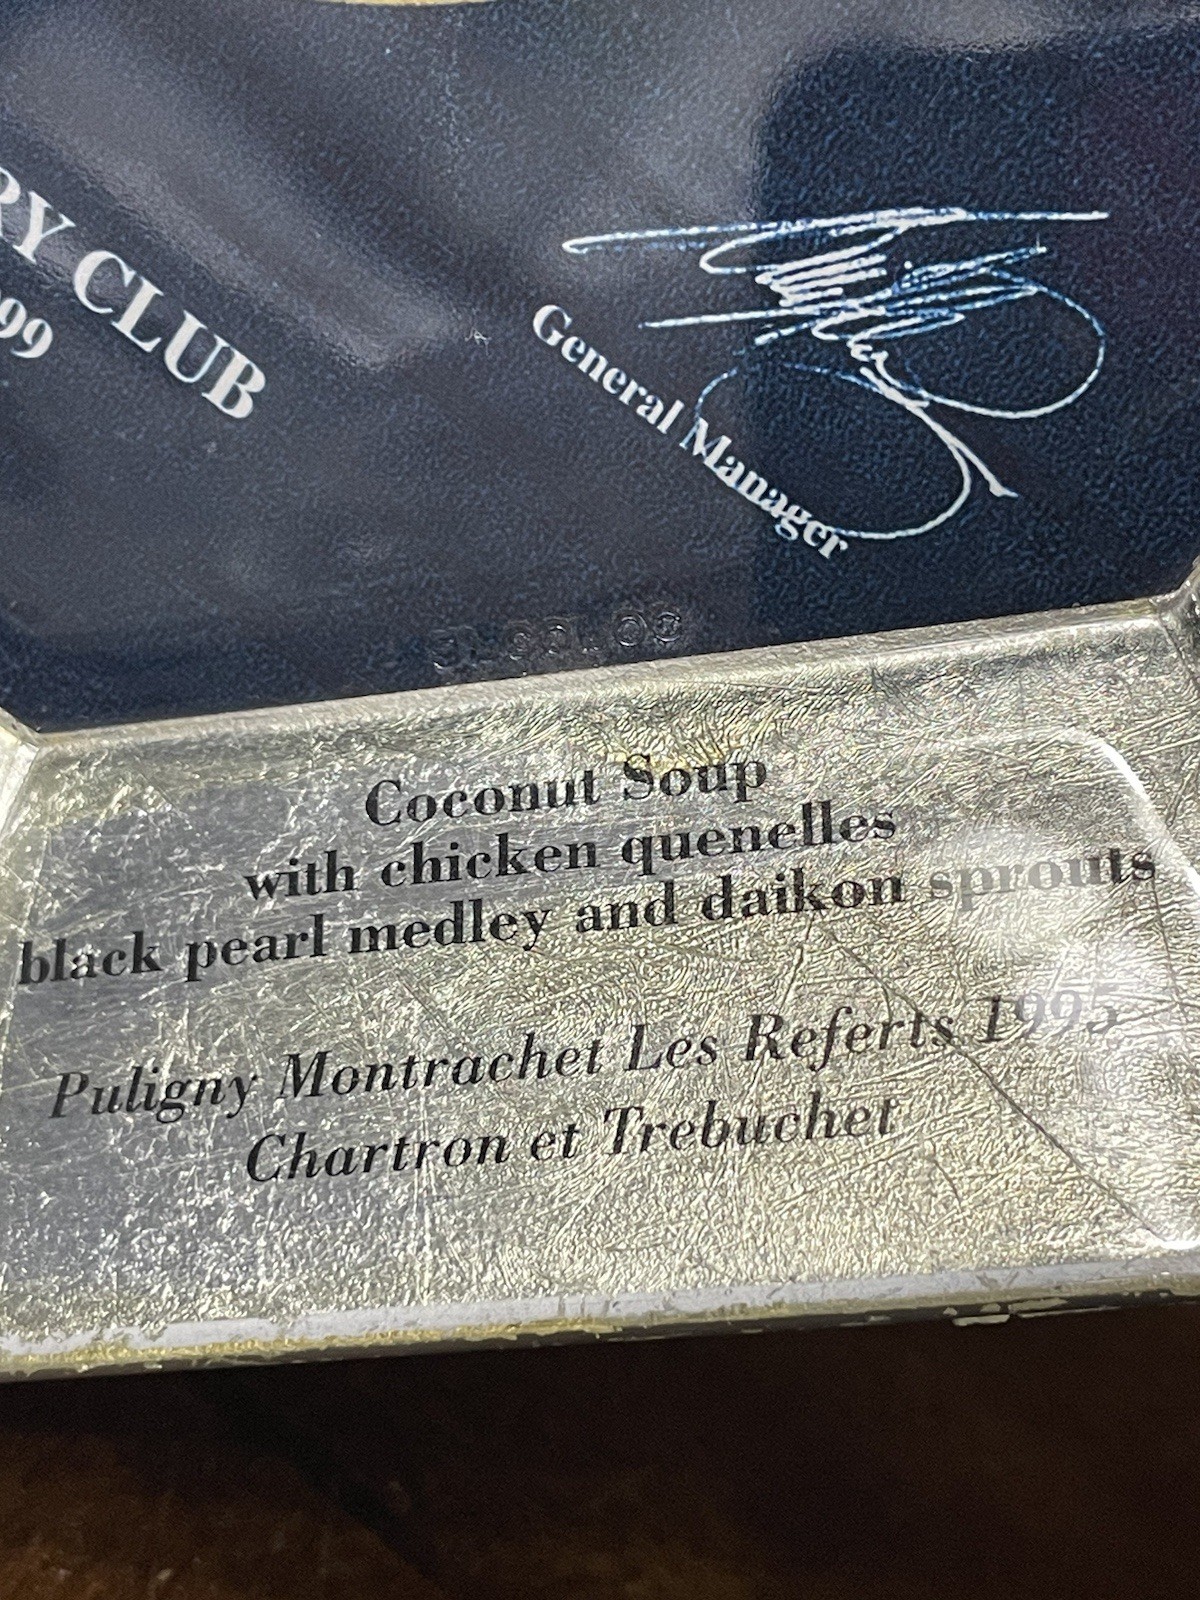 RY CLUB
99
General Manager
Coconut Soup
with chicken quenelles
black pearl medley and daikon sprouts
Puligny Montrachet Les Referts 1995
Chartron et Trebuchet